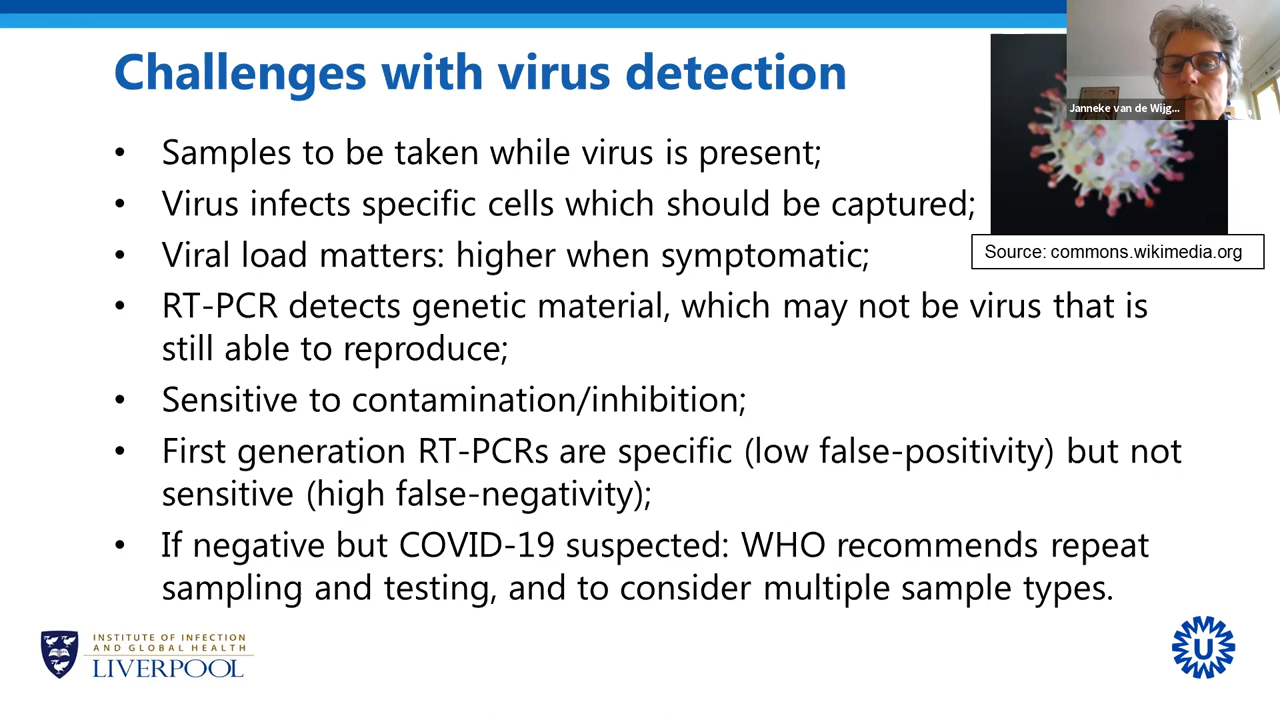 Challenges with virus detection
Janneke van de Wijg...
• Samples to be taken while virus is present;
• Virus infects specific cells which should be captured;
• Viral load matters: higher when symptomatic;
Source: commons.wikimedia.org
• RT-PCR detects genetic material, which may not be virus that is
still able to reproduce;
• Sensitive to contamination/inhibition;
• First generation RT-PCRs are specific (low false-positivity) but not
sensitive (high false-negativity);
• If negative but COVID-19 suspected: WHO recommends repeat
sampling and testing, and to consider multiple sample types.
INSTITUTE OF INFECTION
AND GLOBAL HEALTH
LIVERPOOL
U